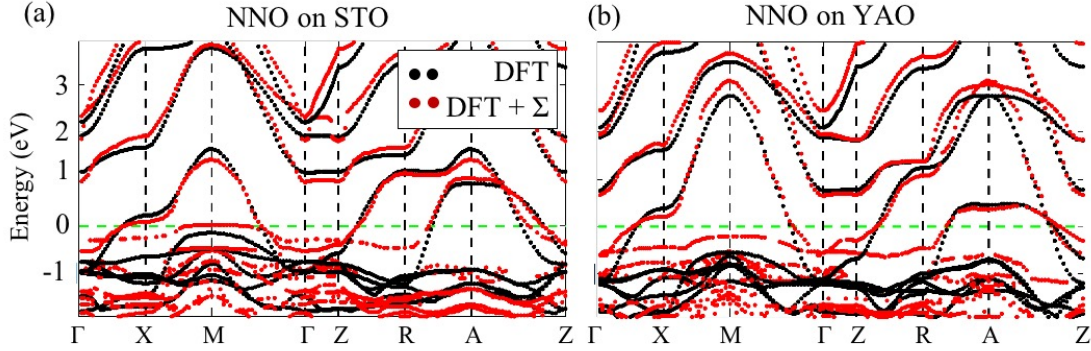 (a) NNO on STO
(b) NNO on YAO
DFT
DFT + Σ
Energy (eV)
3
2
1
0
-1
Γ X M Γ Z R A Z
Γ X M Γ Z R A Z